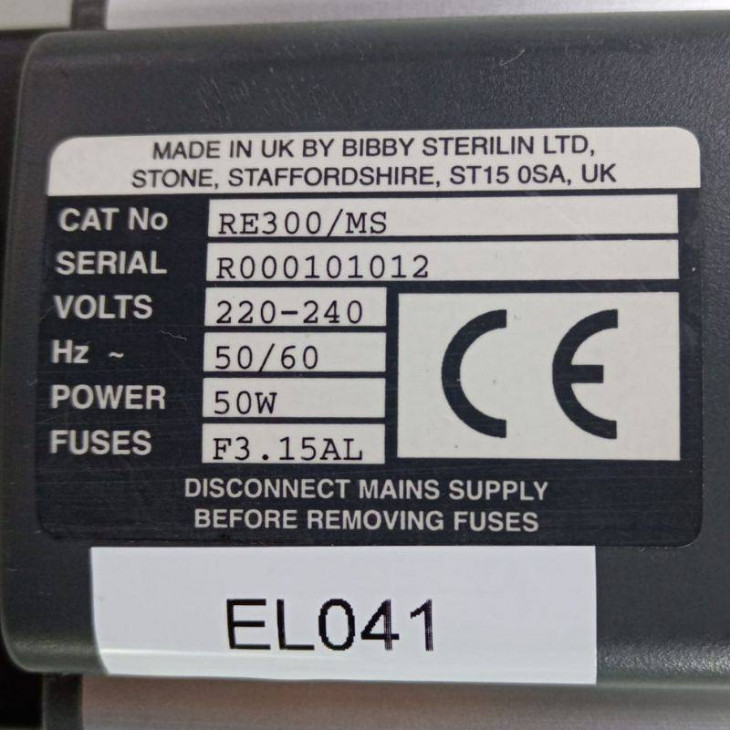 MADE IN UK BY BIBBY STERILIN LTD,
STONE, STAFFORDSHIRE, ST15 0SA, UK
CAT No RE300/MS
SERIAL R000101012
VOLTS 220-240
Hz ~ 50/60
POWER 50W
FUSES F3.15AL
CE
DISCONNECT MAINS SUPPLY
BEFORE REMOVING FUSES
EL041